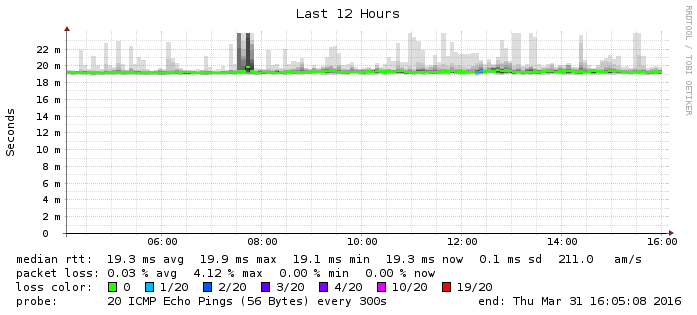 Last 12 Hours
RRDTOOL / TOBI OETIKER
Seconds
22 m
20 m
18 m
16 m
14 m
12 m
10 m
8 m
6 m
4 m
2 m
0
06:00 08:00 10:00 12:00 14:00 16:00
median rtt: 19.3 ms avg 19.9 ms max 19.1 ms min 19.3 ms now 0.1 ms sd 211.0 am/s
packet loss: 0.03 % avg 4.12 % max 0.00 % min 0.00 % now
loss color: 0 1/20 2/20 3/20 4/20 10/20 19/20
probe: 20 ICMP Echo Pings (56 Bytes) every 300s end: Thu Mar 31 16:05:08 2016